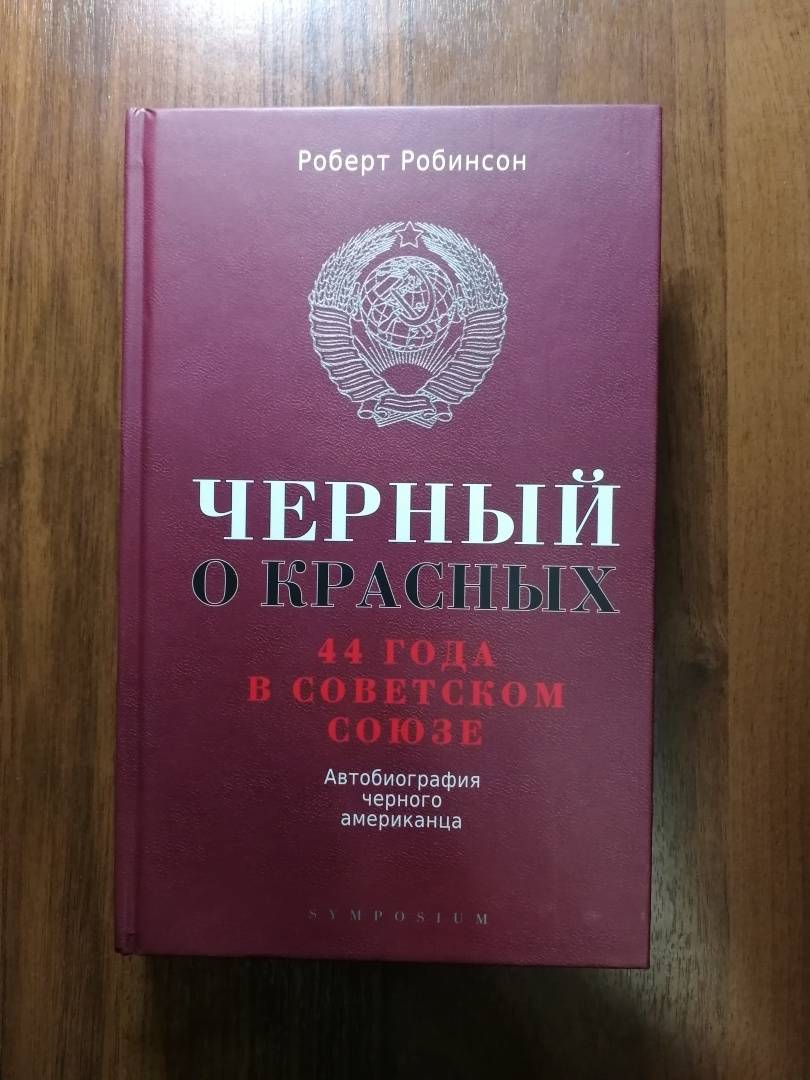 Роберт Робинсон
ЧЕРНЫЙ
О КРАСНЫХ
44 ГОДА
В СОВЕТСКОМ
СОЮЗЕ
Автобиография
черного
американца
SYMPOSIUM